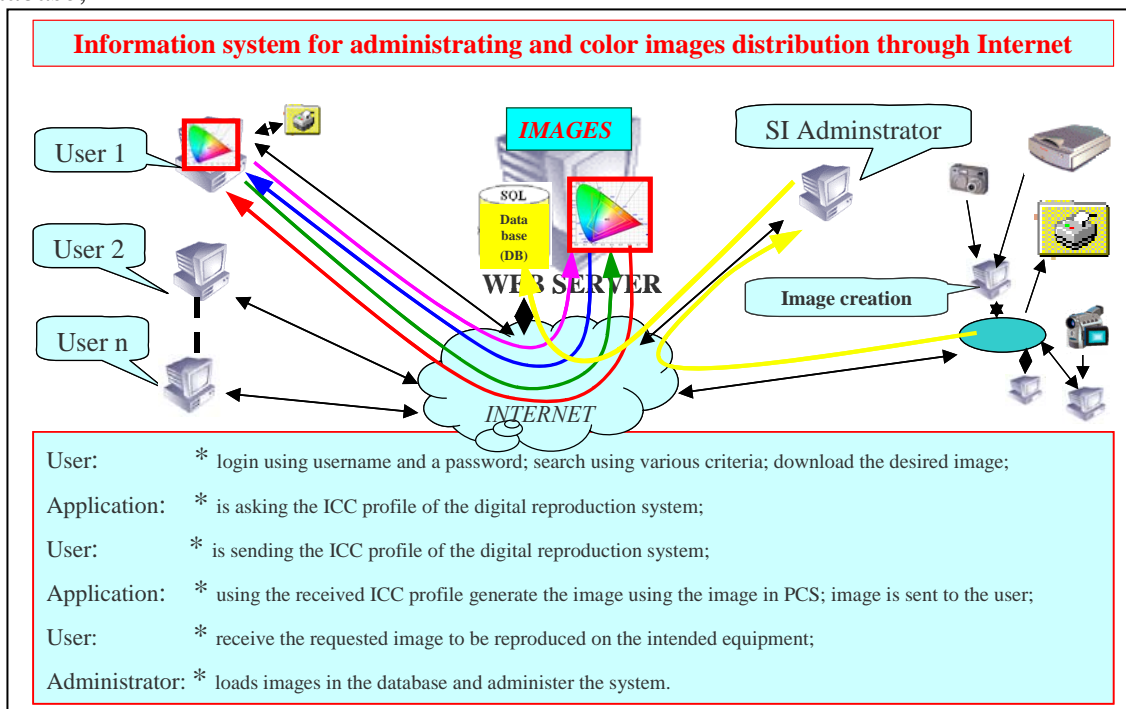 Information system for administrating and color images distribution through Internet
IMAGES
SI Adminstrator
User 1
SQL
Data
base
(DB)
User 2
WEB SERVER
Image creation
User n
INTERNET
User: * login using username and a password; search using various criteria; download the desired image;
Application: * is asking the ICC profile of the digital reproduction system;
User: * is sending the ICC profile of the digital reproduction system;
Application: * using the received ICC profile generate the image using the image in PCS; image is sent to the user;
User: * receive the requested image to be reproduced on the intended equipment;
Administrator: * loads images in the database and administer the system.